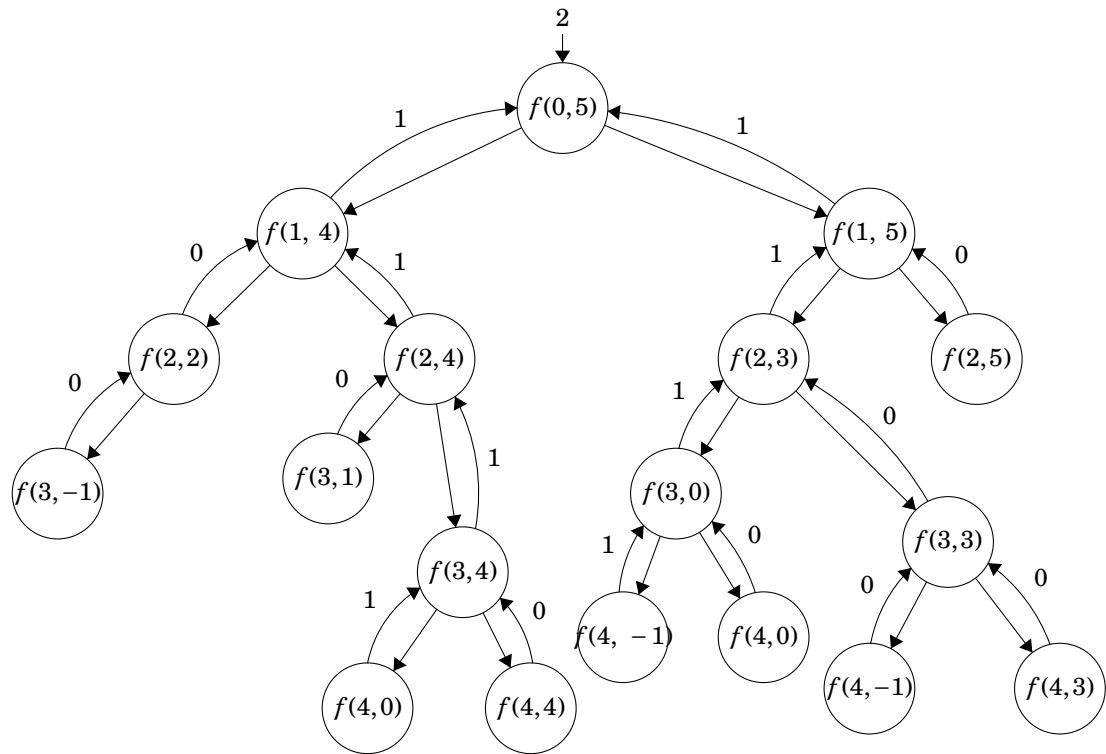 2
f(0,5)
1 1
f(1, 4) f(1, 5)
0 1 1 0
f(2,2) f(2,4) f(2,3) f(2,5)
0 0 1 0
f(3,−1) f(3,1) 1 f(3,0)
f(3,4) 1 0 f(3,3)
1 0 f(4, −1) f(4,0) 0 0
f(4,0) f(4,4) f(4,−1) f(4,3)